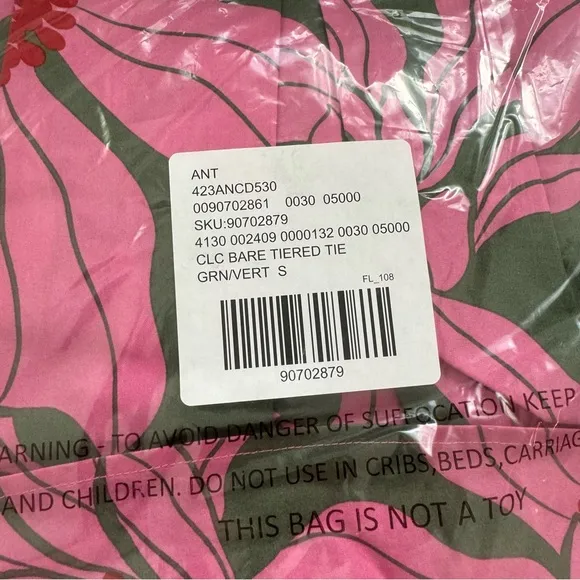 ANT
423ANCD530
0090702861 0030 05000
SKU:90702879
4130 002409 0000132 0030 05000
CLC BARE TIERED TIE
GRN/VERT S
FL_108
90702879
ARNING - TO AVOID DANGER OF SUFFOCATION KEEP
AND CHILDREN. DO NOT USE IN CRIBS,BEDS,CARRIAG
THIS BAG IS NOT A TOY